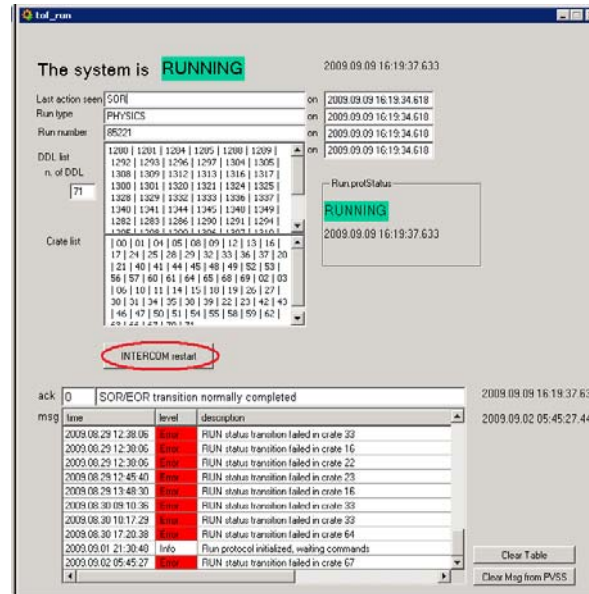 tof_run
The system is RUNNING 2009.09.09 16:19:37.633
Last action seen SOR on 2009.09.09 16:19:34.618
Run type PHYSICS on 2009.09.09 16:19:34.618
Run number 85221 on 2009.09.09 16:19:34.618
DDL list on 2009.09.09 16:19:34.618
n. of DDL
71
1280 | 1281 | 1284 | 1285 | 1288 | 1289 |
1292 | 1293 | 1296 | 1297 | 1304 | 1305 |
1308 | 1309 | 1312 | 1313 | 1316 | 1317 |
1300 | 1301 | 1320 | 1321 | 1324 | 1325 |
1328 | 1329 | 1332 | 1333 | 1336 | 1337 |
1340 | 1341 | 1344 | 1345 | 1348 | 1349 |
1282 | 1283 | 1286 | 1290 | 1291 | 1294 |
Run.protStatus
RUNNING
2009.09.09 16:19:37.633
Crate list
| 00 | 01 | 04 | 05 | 08 | 09 | 12 | 13 | 16 |
17 | 24 | 25 | 28 | 29 | 32 | 33 | 36 | 37 | 20
| 21 | 40 | 41 | 44 | 45 | 48 | 49 | 52 | 53 |
56 | 57 | 60 | 61 | 64 | 65 | 68 | 69 | 02 | 03
| 06 | 10 | 11 | 14 | 15 | 18 | 19 | 26 | 27 |
30 | 31 | 34 | 35 | 38 | 39 | 22 | 23 | 42 | 43
| 46 | 47 | 50 | 51 | 54 | 55 | 58 | 59 | 62 |
INTERCOM restart
ack 0 SOR/EOR transition normally completed 2009.09.09 16:19:37.63
msg time level description 2009.09.02 05:45:27.44
2009.08.29 12:38:06 Error RUN status transition failed in crate 33
2009.08.29 12:38:06 Error RUN status transition failed in crate 16
2009.08.29 12:38:06 Error RUN status transition failed in crate 22
2009.08.29 12:45:40 Error RUN status transition failed in crate 23
2009.08.29 13:48:30 Error RUN status transition failed in crate 16
2009.08.30 09:10:36 Error RUN status transition failed in crate 33
2009.08.30 10:17:29 Error RUN status transition failed in crate 33
2009.08.30 17:20:38 Error RUN status transition failed in crate 64
2009.09.01 21:30:48 Info Run protocol initialized, waiting commands
2009.09.02 05:45:27 Error RUN status transition failed in crate 67
Clear Table
Clear Msg from PVSS